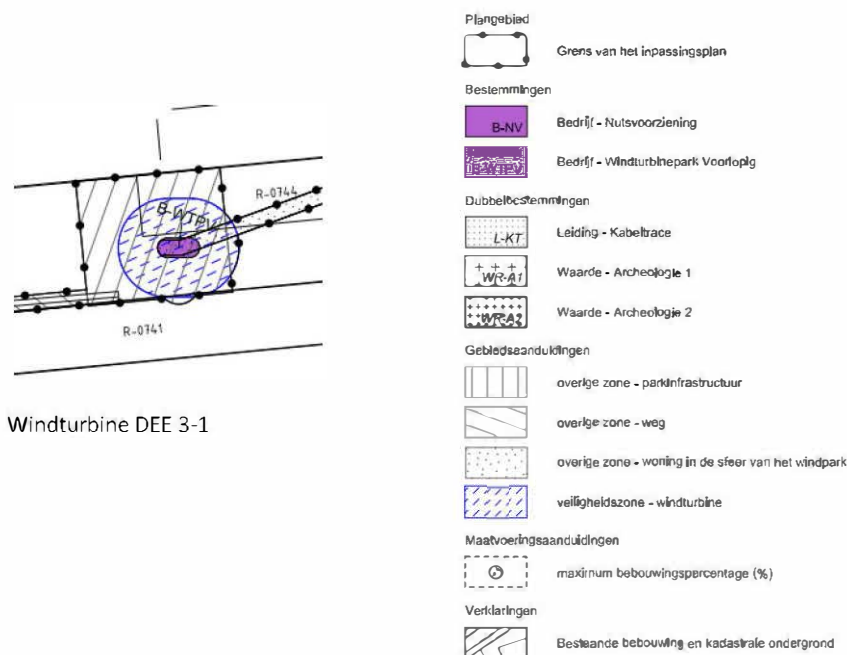 Plangebied
Grens van het inpassingsplan
Bestemmingen
B-NV
Bedrijf - Nutsvoorziening
B-WTPV
Bedrijf - Windturbinepark Voorlopig
Dubbelbestemmingen
L-KT
Leiding - Kabeltrace
WR-A1
Waarde - Archeologie 1
WR-A2
Waarde - Archeologie 2
Gebiedsaanduidingen
overige zone - parkinfrastructuur
overige zone - weg
overige zone - woning in de sfeer van het windpark
veiligheidszone - windturbine
Maatvoeringsaanduidingen
maximum bebouwingspercentage (%)
Verklaringen
Bestaande bebouwing en kadastrale ondergrond
R-0744
B-WTPV
R-0741
Windturbine DEE 3-1